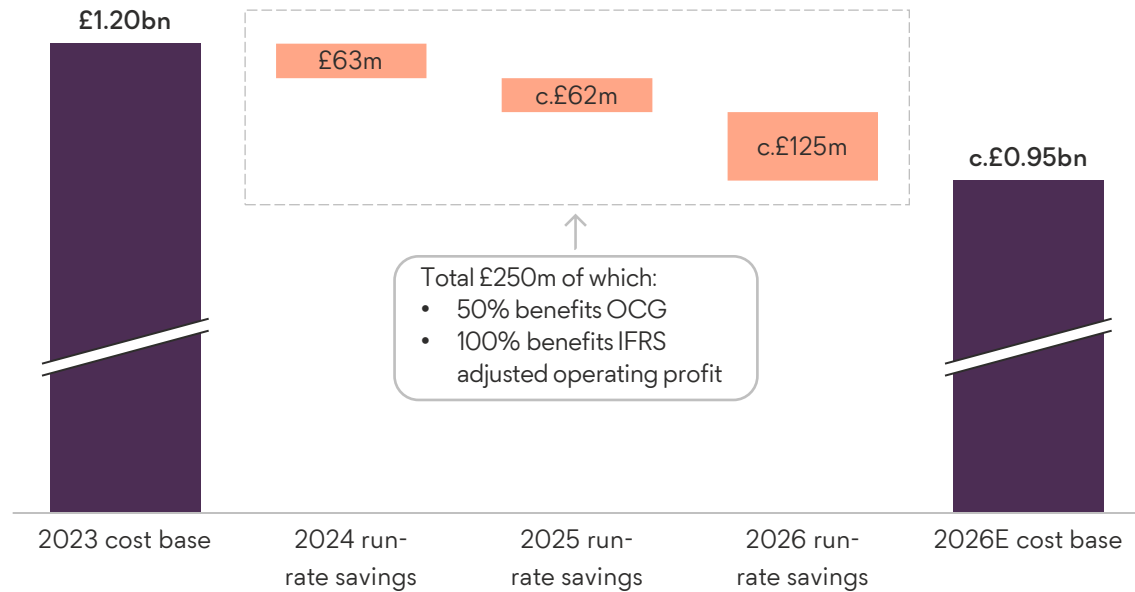 £1.20bn
£63m
c.£62m
c.£125m
c.£0.95bn
Total £250m of which:
• 50% benefits OCG
• 100% benefits IFRS
adjusted operating profit
2023 cost base
2024 run-
rate savings
2025 run-
rate savings
2026 run-
rate savings
2026E cost base